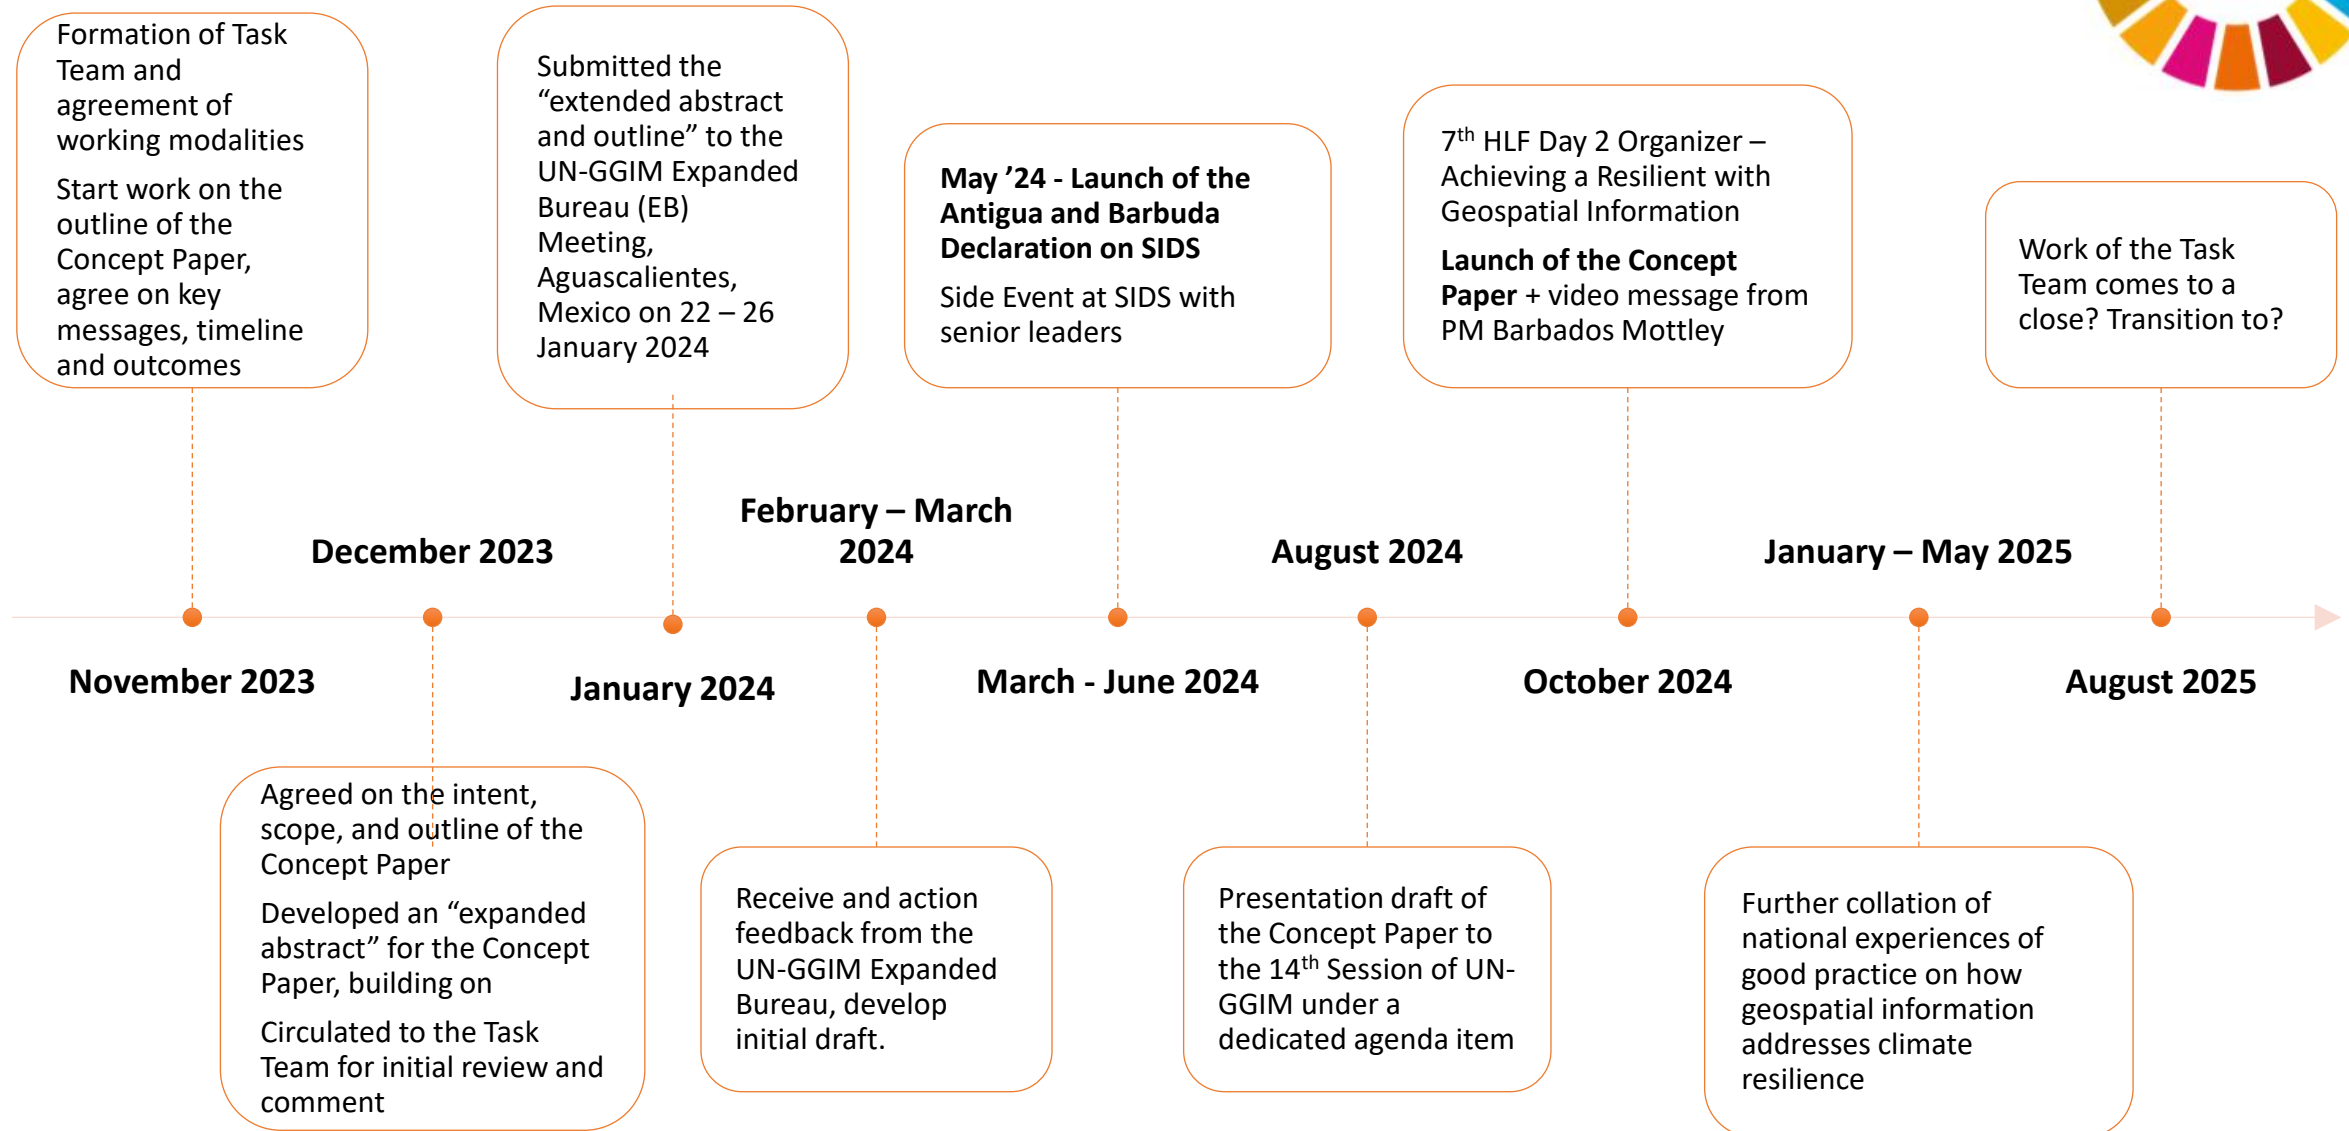 Formation of Task
Team and
agreement of
working modalities
Start work on the
outline of the
Concept Paper,
agree on key
messages, timeline
and outcomes
Submitted the
“extended abstract
and outline” to the
UN-GGIM Expanded
Bureau (EB)
Meeting,
Aguascalientes,
Mexico on 22 – 26
January 2024
May ’24 - Launch of the
Antigua and Barbuda
Declaration on SIDS
Side Event at SIDS with
senior leaders
7th HLF Day 2 Organizer –
Achieving a Resilient with
Geospatial Information
Launch of the Concept
Paper + video message from
PM Barbados Mottley
Work of the Task
Team comes to a
close? Transition to?
December 2023
February – March
2024
August 2024
January – May 2025
November 2023
January 2024
March - June 2024
October 2024
August 2025
Agreed on the intent,
scope, and outline of the
Concept Paper
Developed an “expanded
abstract” for the Concept
Paper, building on
Circulated to the Task
Team for initial review and
comment
Receive and action
feedback from the
UN-GGIM Expanded
Bureau, develop
initial draft.
Presentation draft of
the Concept Paper to
the 14th Session of UN-
GGIM under a
dedicated agenda item
Further collation of
national experiences of
good practice on how
geospatial information
addresses climate
resilience